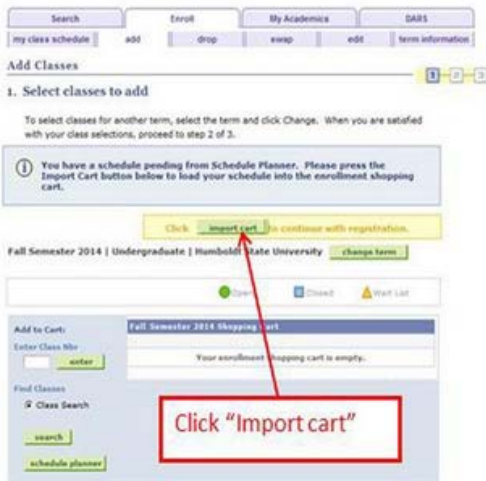 Search Enroll My Academics DARS
my class schedule add drop swap edit term information
Add Classes
1 2 3
1. Select classes to add
To select classes for another term, select the term and click Change. When you are satisfied
with your class selections, proceed to step 2 of 3.
You have a schedule pending from Schedule Planner. Please press the
Import Cart button below to load your schedule into the enrollment shopping
cart.
Click import cart to continue with registration.
Fall Semester 2014 | Undergraduate | Humboldt State University change term
Open Closed Wait List
Add to Cart:
Fall Semester 2014 Shopping Cart
Enter Class Nbr
enter
Your enrollment shopping cart is empty.
Find Classes
Class Search
search
schedule planner
Click “Import cart”